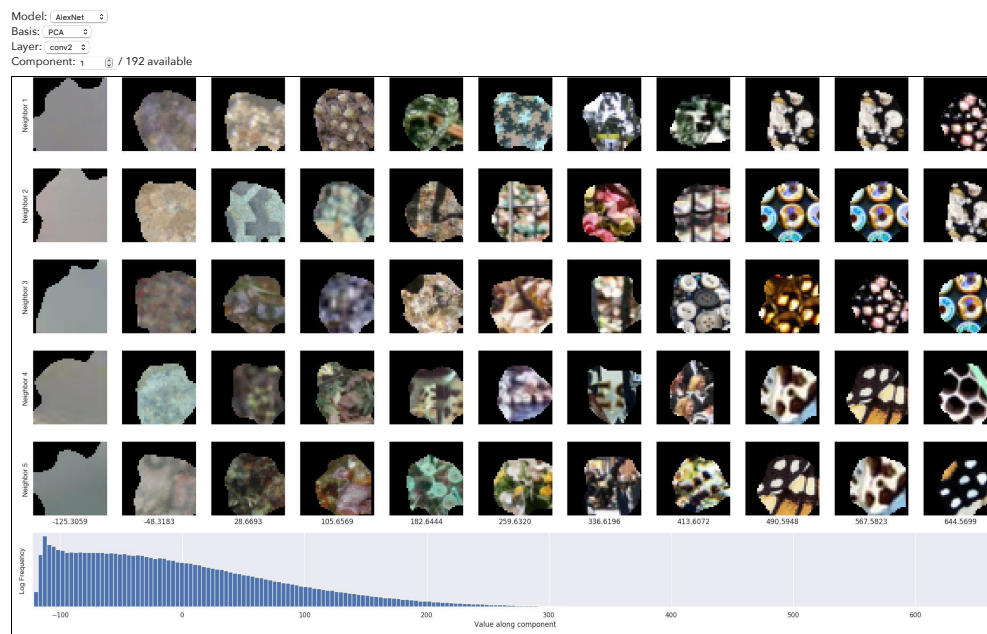 Model: AlexNet
Basis: PCA
Layer: conv2
Component: 1 / 192 available
Neighbor 1
Neighbor 2
Neighbor 3
Neighbor 4
Neighbor 5
-125.3059 -48.3183 28.6693 105.6569 182.6444 259.6320 336.6196 413.6072 490.5948 567.5823 644.5699
Log Frequency
−100 0 100 200 300 400 500 600
Value along component